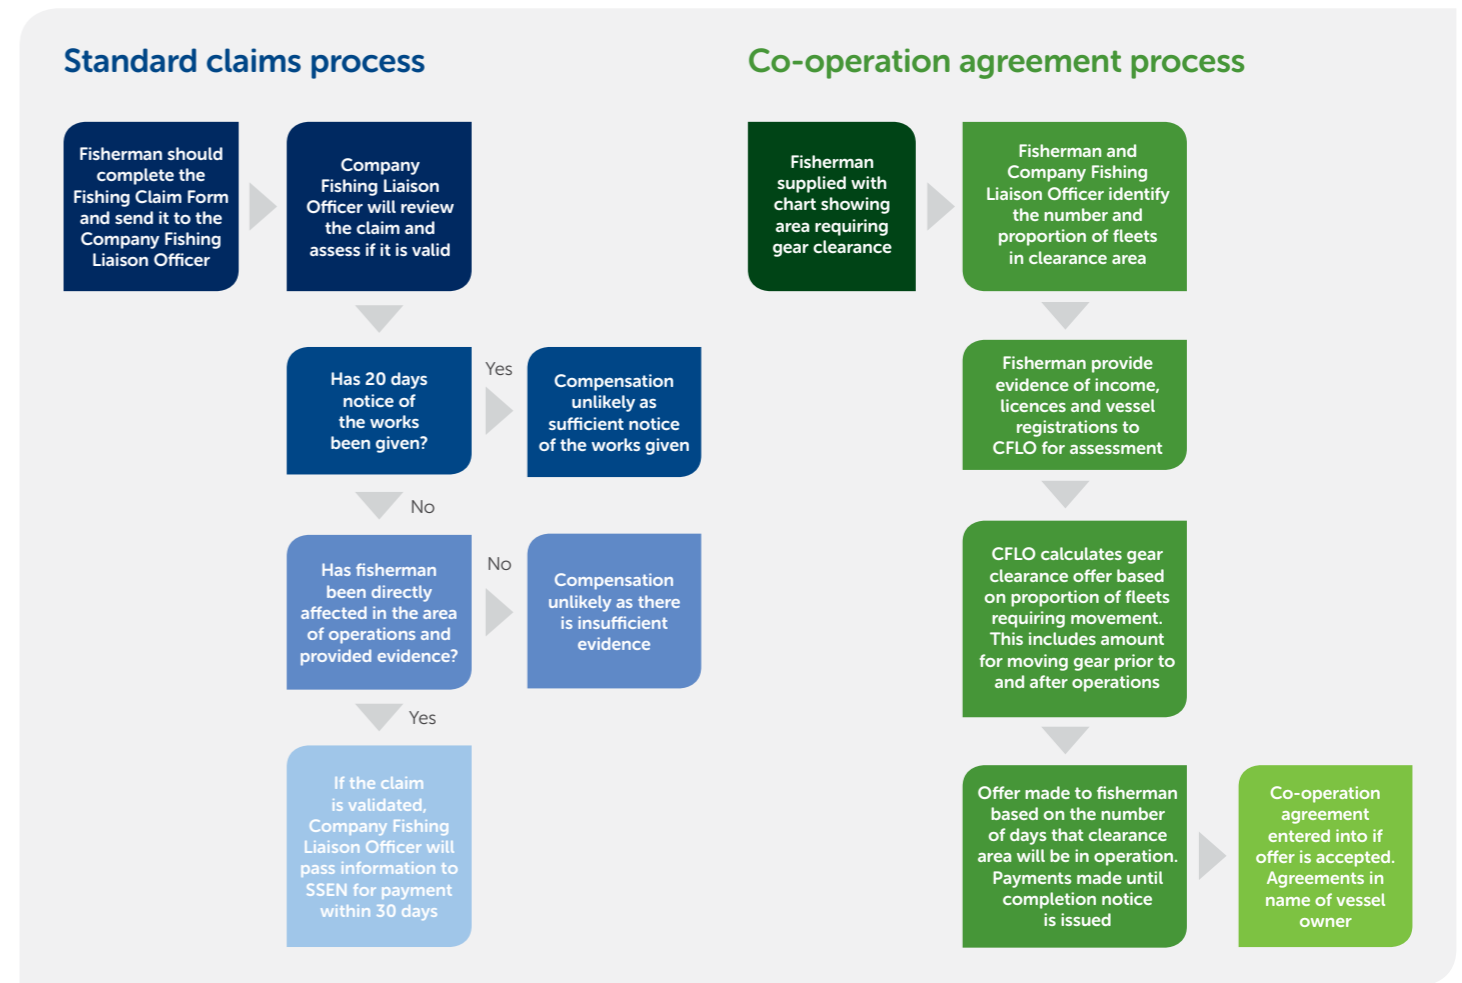 Standard claims process
Fisherman should
complete the
Fishing Claim Form
and send it to the
Company Fishing
Liaison Officer
Company
Fishing Liaison
Officer will review
the claim and
assess if it is valid
Has 20 days
notice of
the works
been given?
Yes
Compensation
unlikely as
sufficient notice
of the works given
No
Has fisherman
been directly
affected in the area
of operations and
provided evidence?
No
Compensation
unlikely as there
is insufficient
evidence
Yes
If the claim
is validated,
Company Fishing
Liaison Officer will
pass information to
SSEN for payment
within 30 days
Co-operation agreement process
Fisherman
supplied with
chart showing
area requiring
gear clearance
Fisherman and
Company Fishing
Liaison Officer identify
the number and
proportion of fleets
in clearance area
Fisherman provide
evidence of income,
licences and vessel
registrations to
CFLO for assessment
CFLO calculates gear
clearance offer based
on proportion of fleets
requiring movement.
This includes amount
for moving gear prior to
and after operations
Offer made to fisherman
based on the number
of days that clearance
area will be in operation.
Payments made until
completion notice
is issued
Co-operation
agreement
entered into if
offer is accepted.
Agreements in
name of vessel
owner